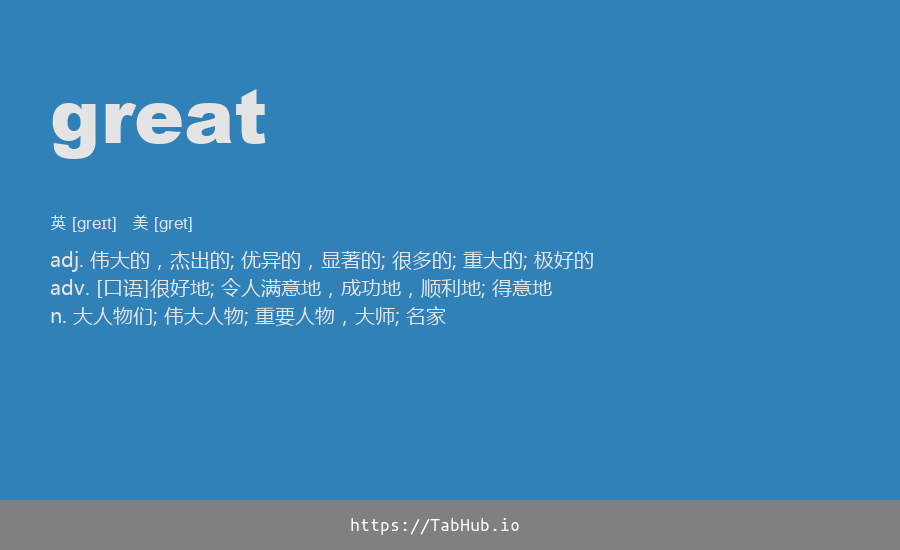 great
英 [greɪt] 美 [gret]
adj. 伟大的，杰出的; 优异的，显著的; 很多的; 重大的; 极好的
adv. [口语]很好地; 令人满意地，成功地，顺利地; 得意地
n. 大人物们; 伟大人物; 重要人物，大师; 名家
https://TabHub.io